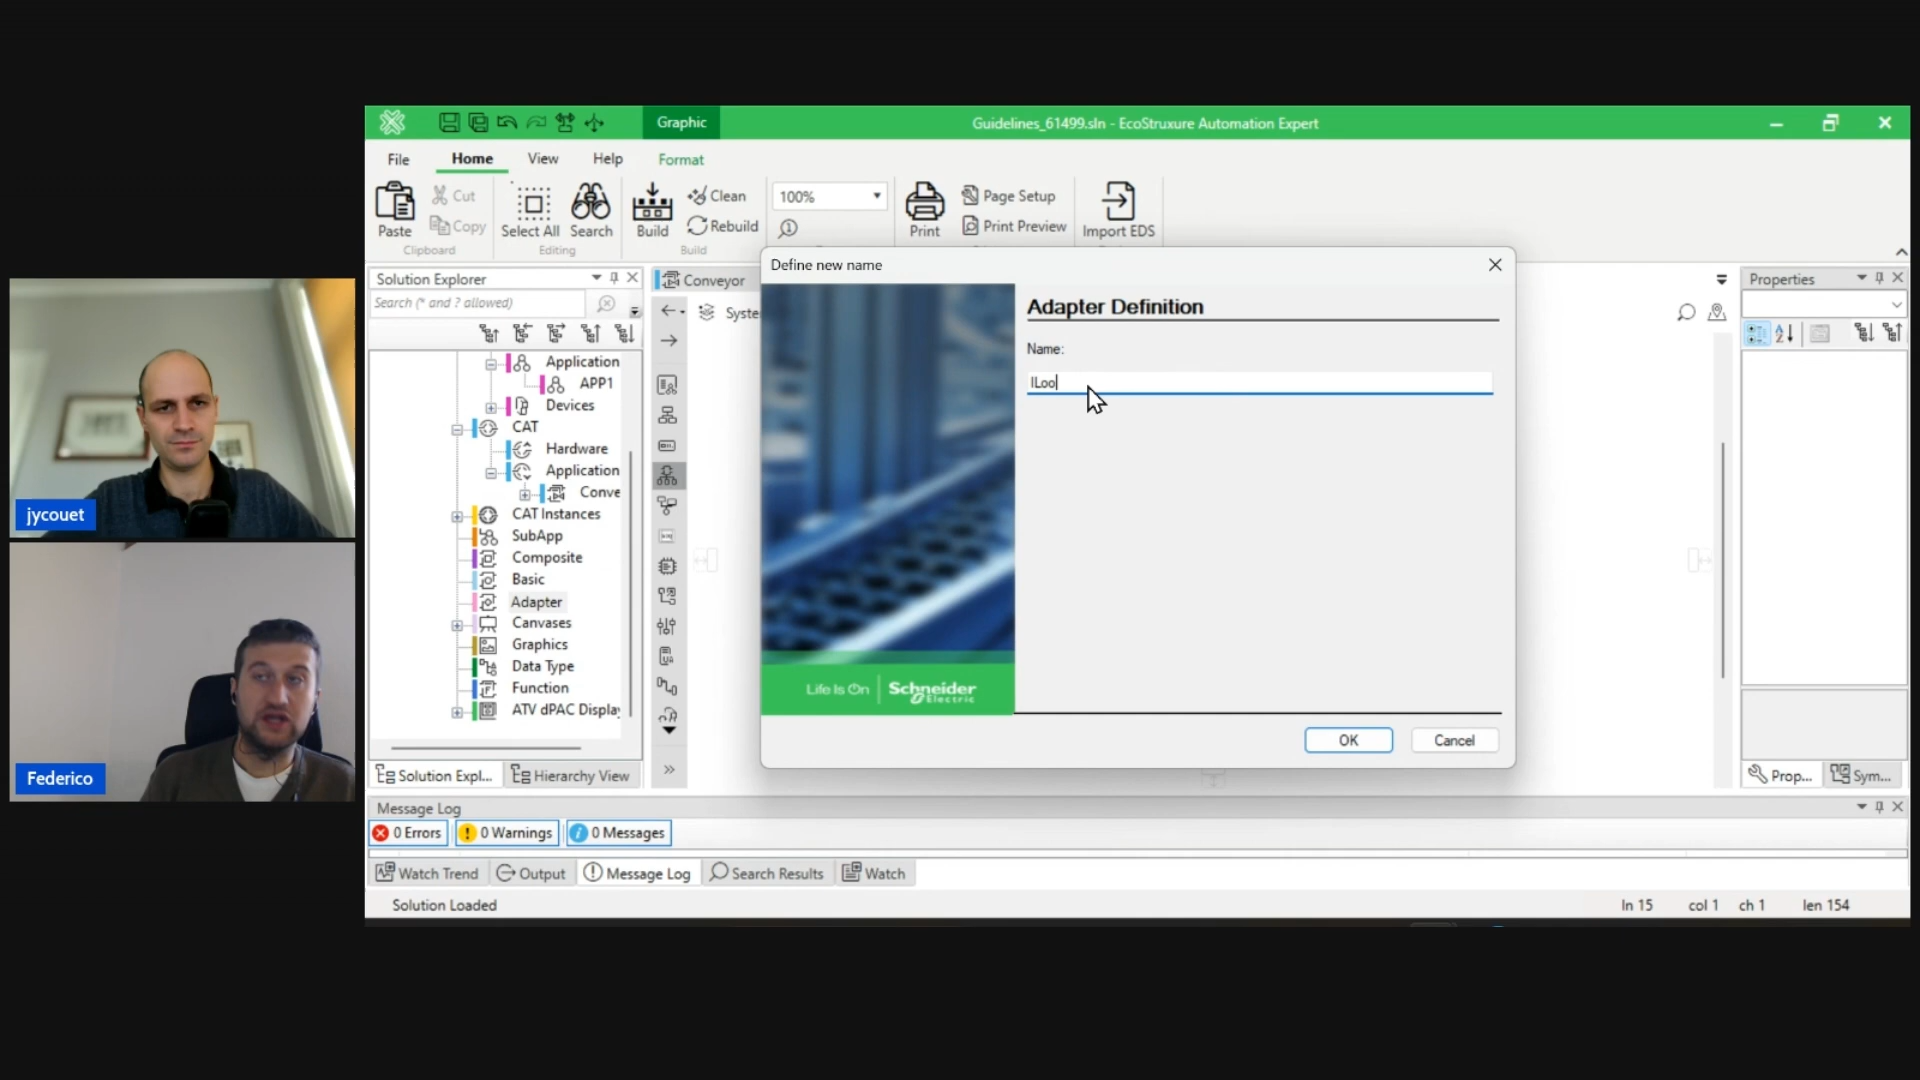 Graphic
Guidelines_61499.sln - EcoStruxure Automation Expert
File
Home
View
Help
Format
Paste
Cut
Copy
Clipboard
Select All
Search
Editing
Build
Clean
Rebuild
Build
100%
Print
Page Setup
Print Preview
Import EDS
Solution Explorer
Search (* and ? allowed)
Application
APP1
Devices
CAT
Hardware
Application
Conve
CAT Instances
SubApp
Composite
Basic
Adapter
Canvases
Graphics
Data Type
Function
ATV dPAC Display
Solution Expl...
Hierarchy View
Conveyor
Syste
Define new name
Adapter Definition
Name:
ILoo
Life Is On
Schneider
Electric
OK
Cancel
Properties
Prop...
Sym...
jycouet
Federico
Message Log
0 Errors
0 Warnings
0 Messages
Watch Trend
Output
Message Log
Search Results
Watch
Solution Loaded
ln 15
col 1
ch 1
len 154